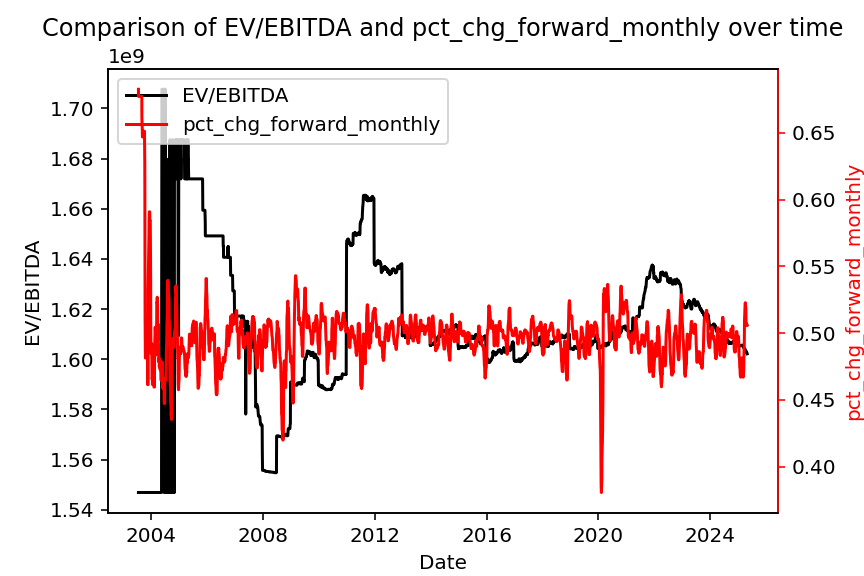 Comparison of EV/EBITDA and pct_chg_forward_monthly over time
1e9
EV/EBITDA
pct_chg_forward_monthly
1.70
1.68
1.66
1.64
1.62
1.60
1.58
1.56
1.54
EV/EBITDA
0.65
0.60
0.55
0.50
0.45
0.40
pct_chg_forward_monthly
2004 2008 2012 2016 2020 2024
Date